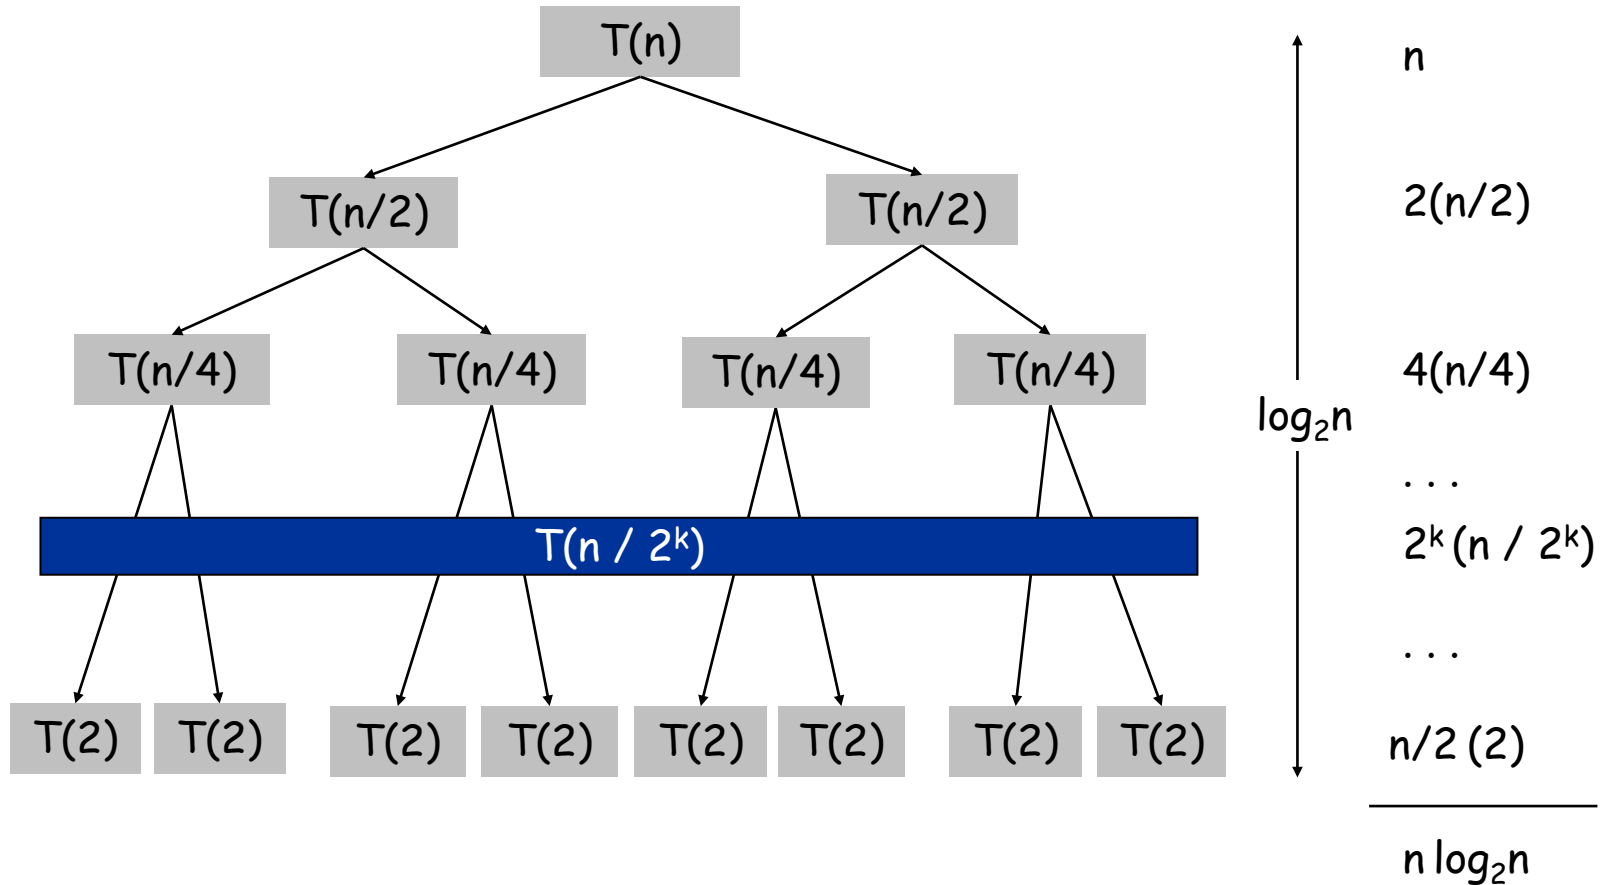 T(n)
n
T(n/2) T(n/2)
2(n/2)
T(n/4) T(n/4) T(n/4) T(n/4)
4(n/4)
log₂n
. . .
T(n / 2ᵏ)
2ᵏ (n / 2ᵏ)
. . .
T(2) T(2) T(2) T(2) T(2) T(2) T(2) T(2)
n/2 (2)
n log₂n